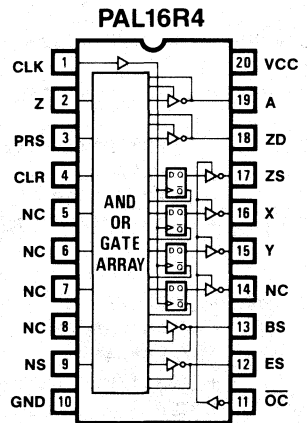 PAL16R4
CLK 1 20 VCC
Z 2 19 A
PRS 3 18 ZD
CLR 4 D Q 17 ZS
NC 5 D Q 16 X
NC 6 D Q 15 Y
NC 7 D Q 14 NC
NC 8 13 BS
NS 9 12 ES
GND 10 11 OC
AND
OR
GATE
ARRAY